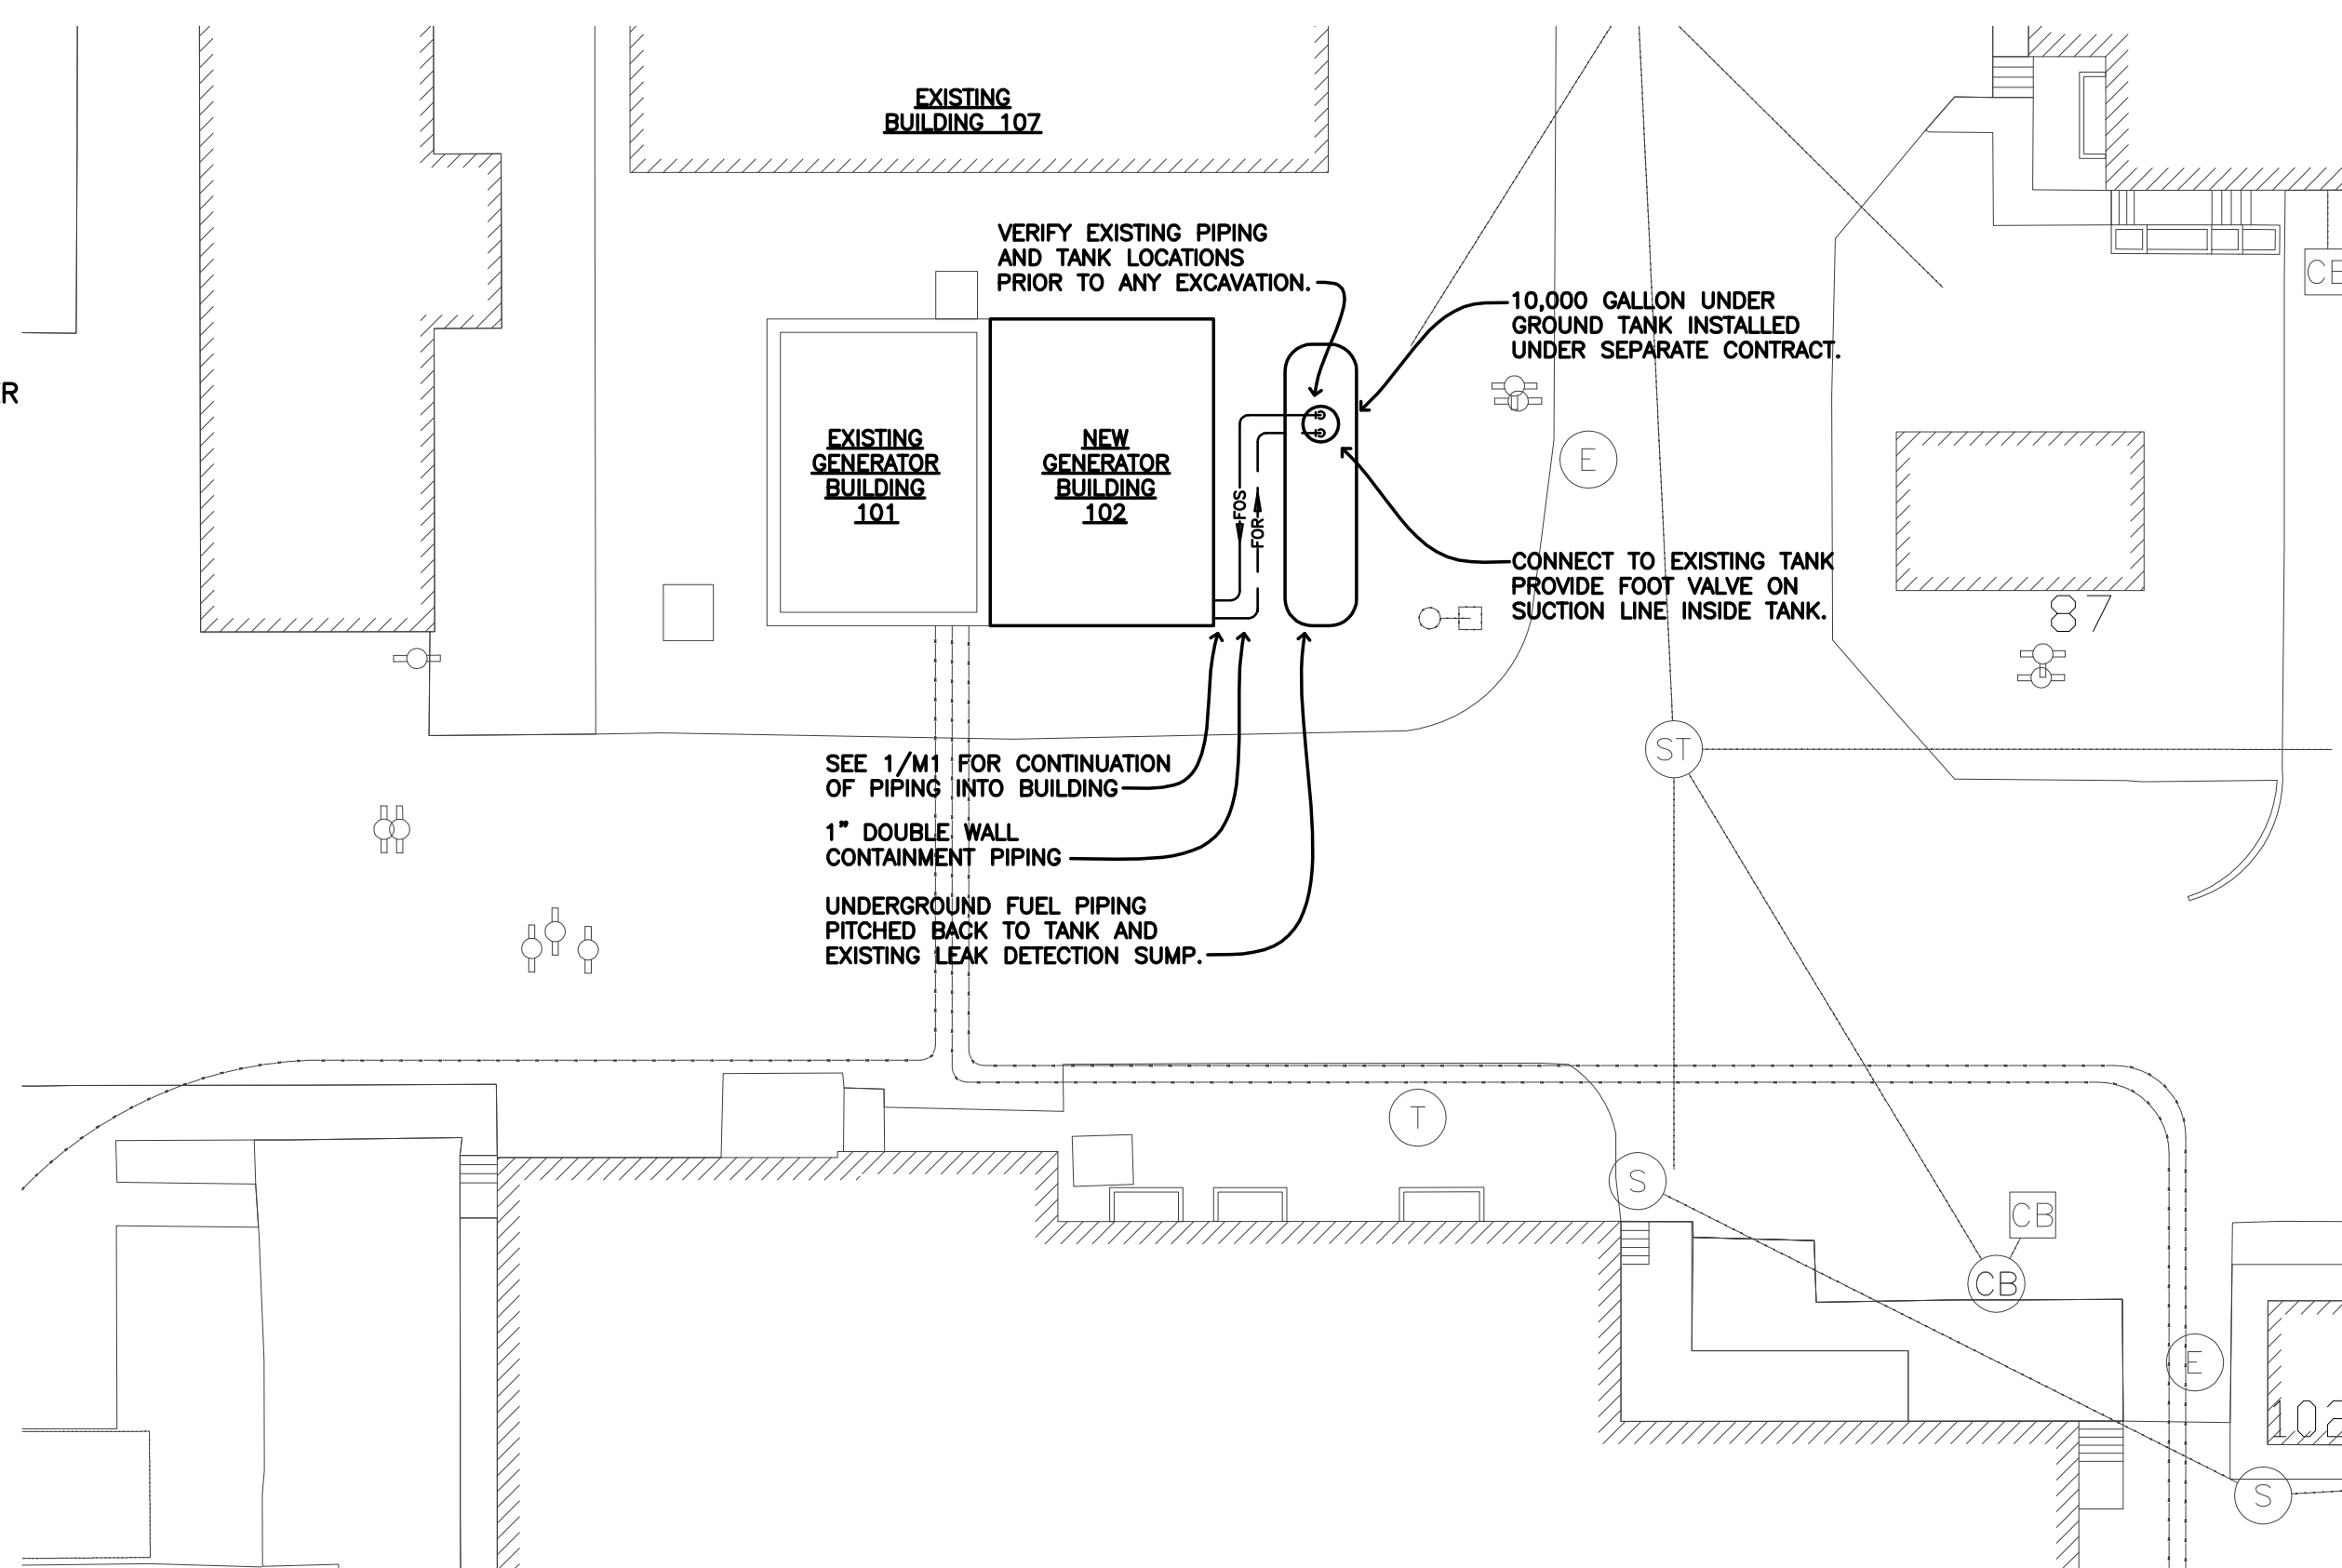 EXISTING
BUILDING 107
VERIFY EXISTING PIPING
AND TANK LOCATIONS
PRIOR TO ANY EXCAVATION.
10,000 GALLON UNDER
GROUND TANK INSTALLED
UNDER SEPARATE CONTRACT.
CB
ER
EXISTING
GENERATOR
BUILDING
101
NEW
GENERATOR
BUILDING
102
FOS
FOR
E
CONNECT TO EXISTING TANK
PROVIDE FOOT VALVE ON
SUCTION LINE INSIDE TANK.
87
ST
SEE 1/M1 FOR CONTINUATION
OF PIPING INTO BUILDING
1" DOUBLE WALL
CONTAINMENT PIPING
UNDERGROUND FUEL PIPING
PITCHED BACK TO TANK AND
EXISTING LEAK DETECTION SUMP.
T
S
CB
CB
E
102
S